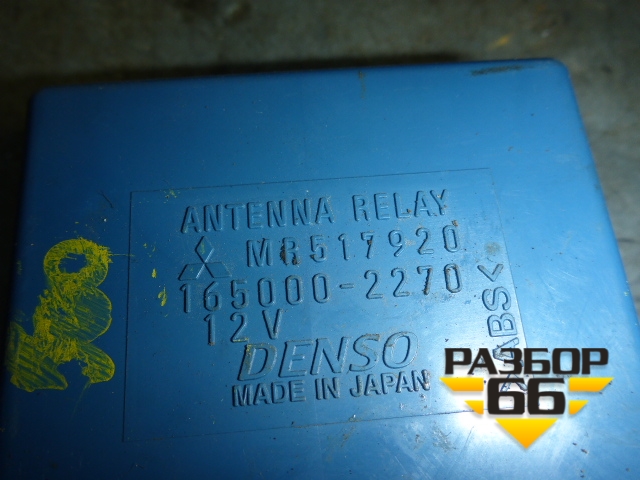 ANTENNA RELAY
MR517920
165000-2270
12V
DENSO
MADE IN JAPAN
>ABS<
РАЗБОР
66